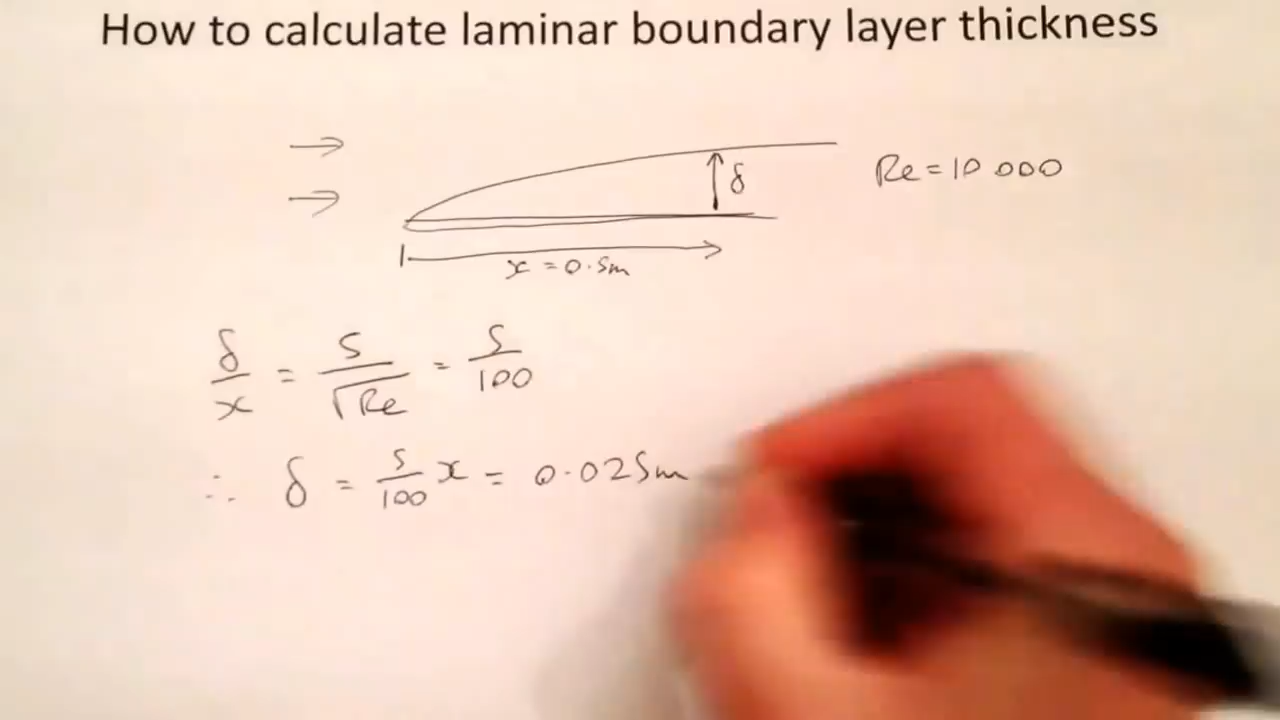 How to calculate laminar boundary layer thickness
δ
Re = 10 000
x = 0.5m
δ/x = 5/√Re = 5/100
∴ δ = 5/100 x = 0.025m